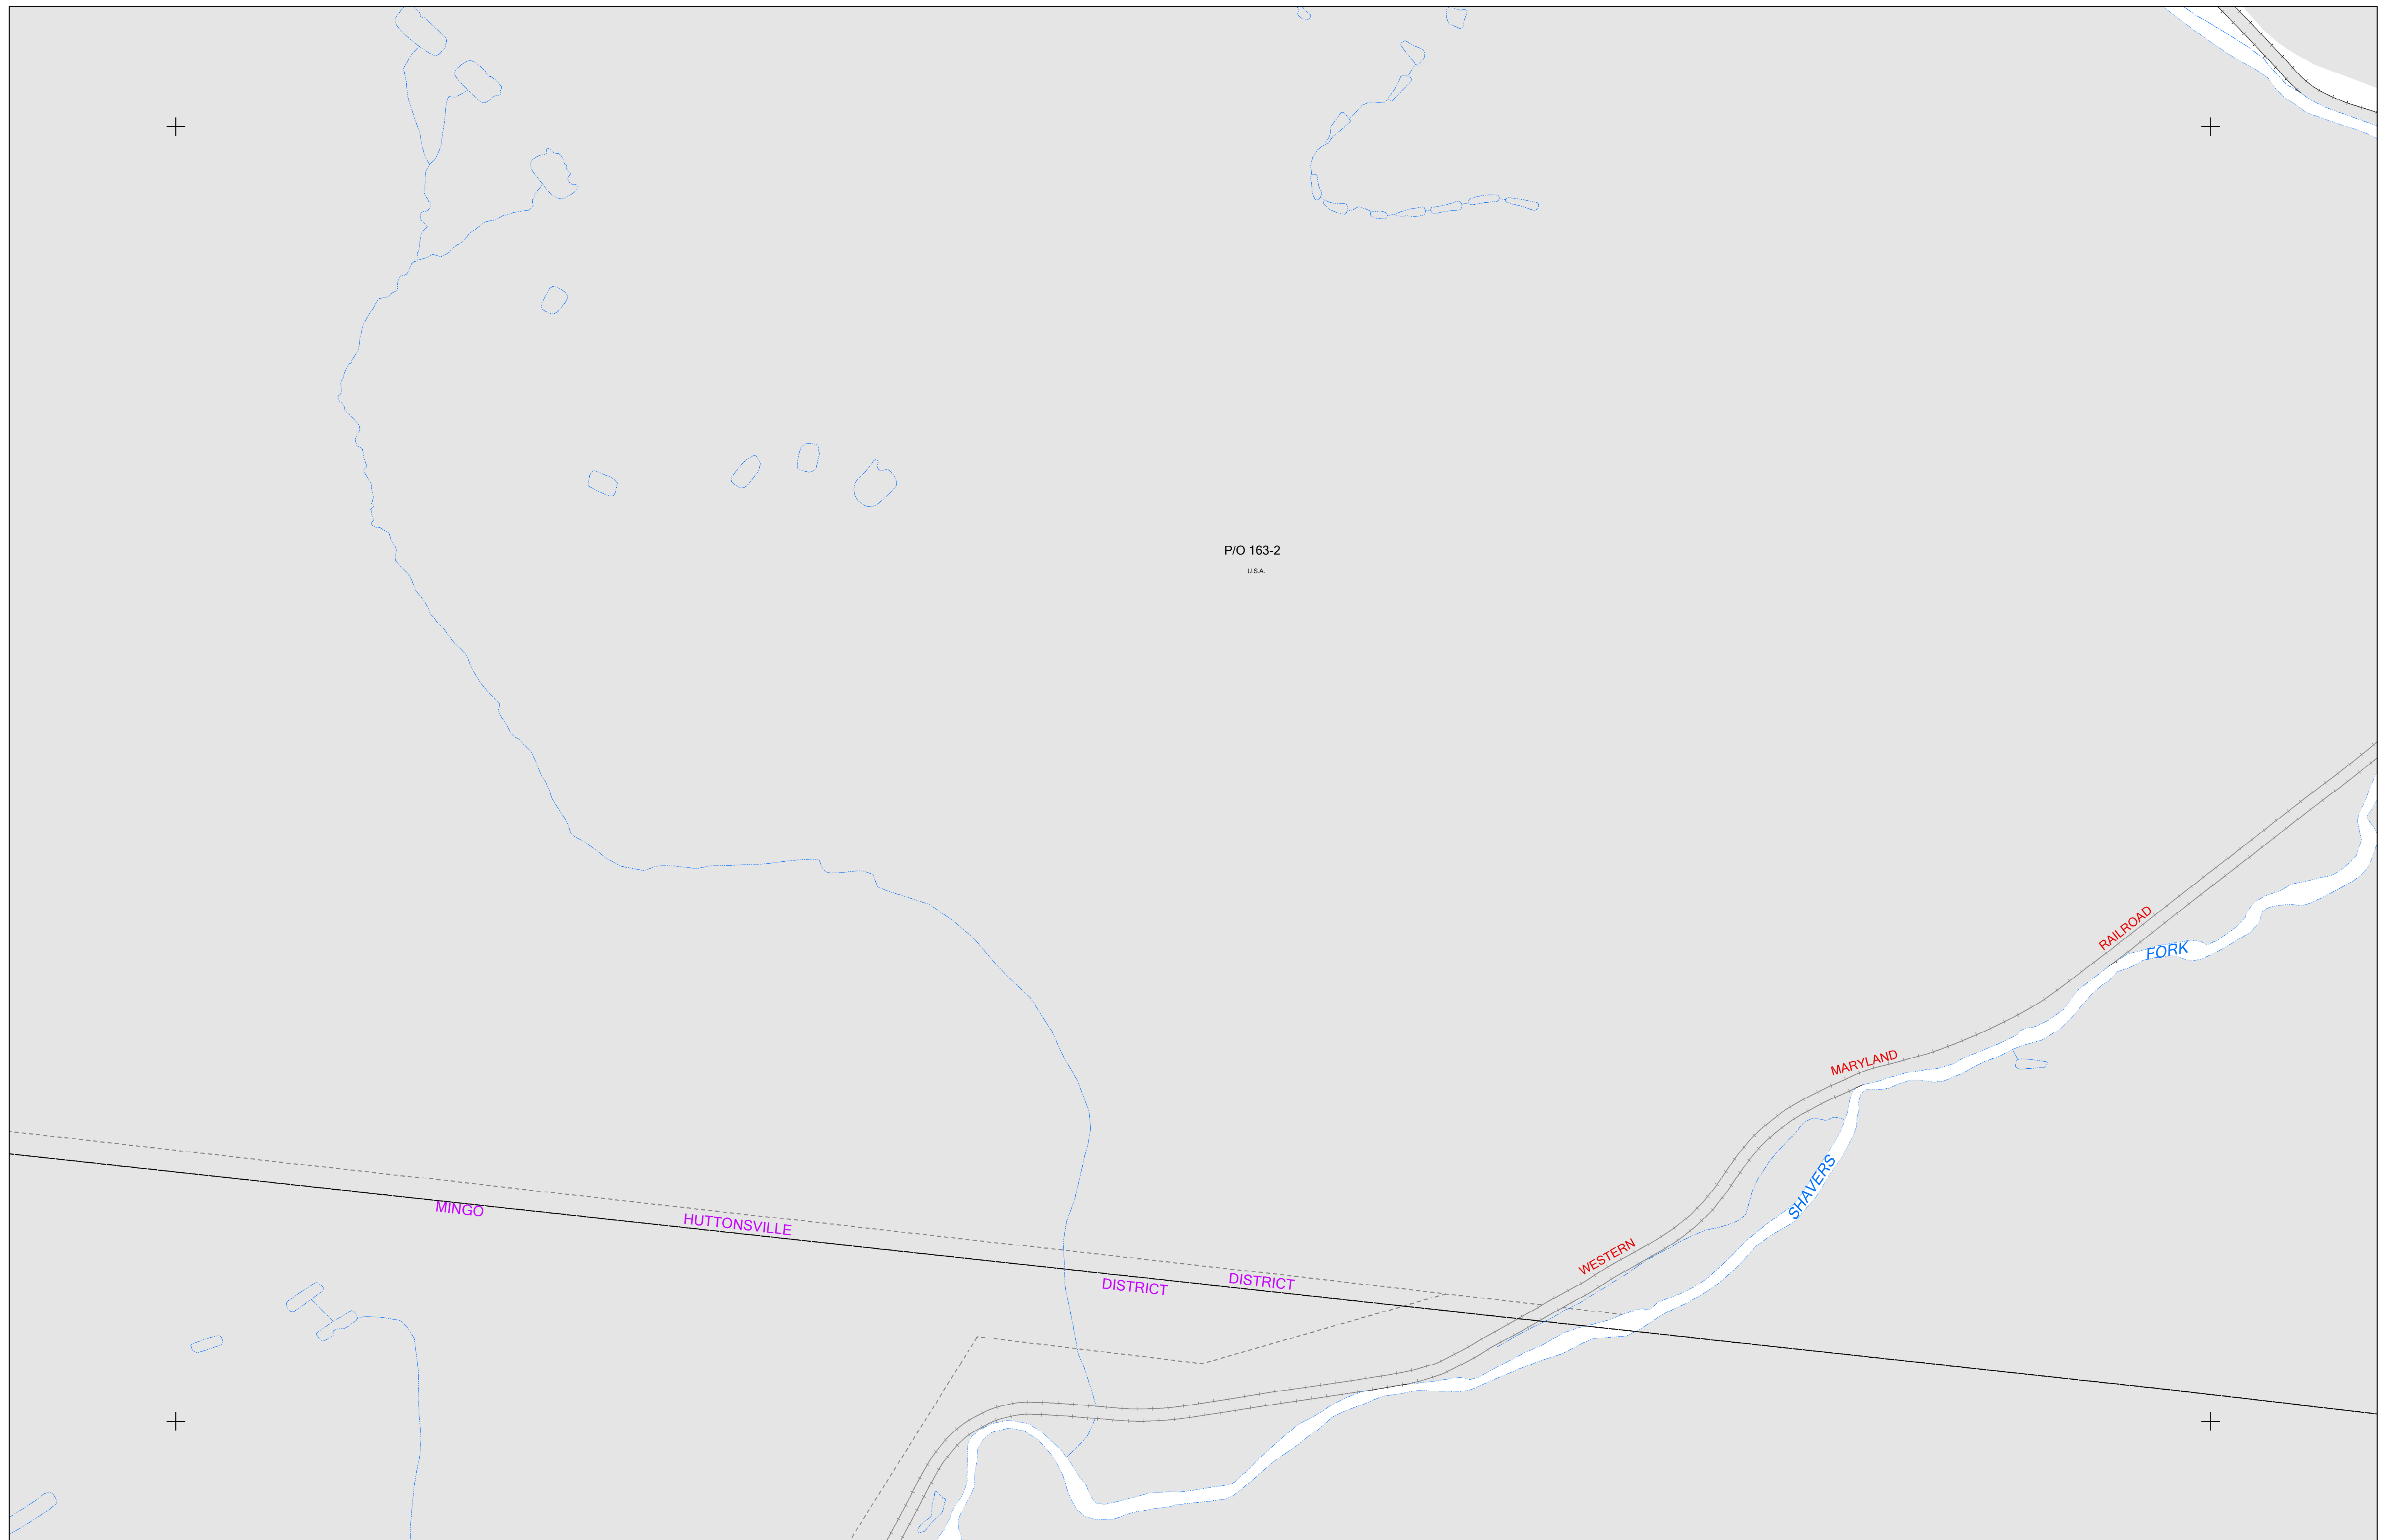 P/O 163-2
U.S.A.
RAILROAD
FORK
MARYLAND
SHAVERS
WESTERN
MINGO
HUTTONSVILLE
DISTRICT
DISTRICT